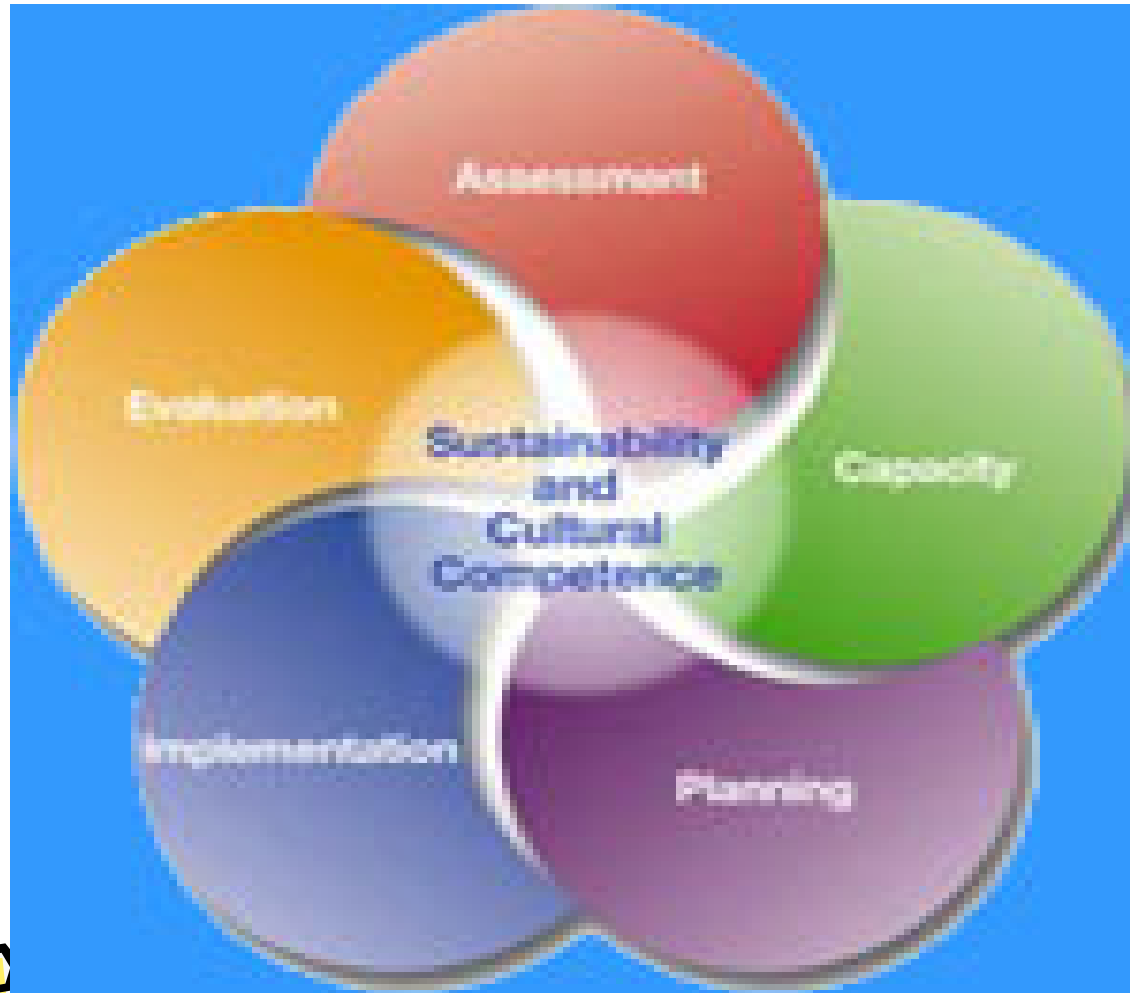 Assessment
Evaluation
Capacity
Sustainability
and
Cultural
Competence
Implementation
Planning